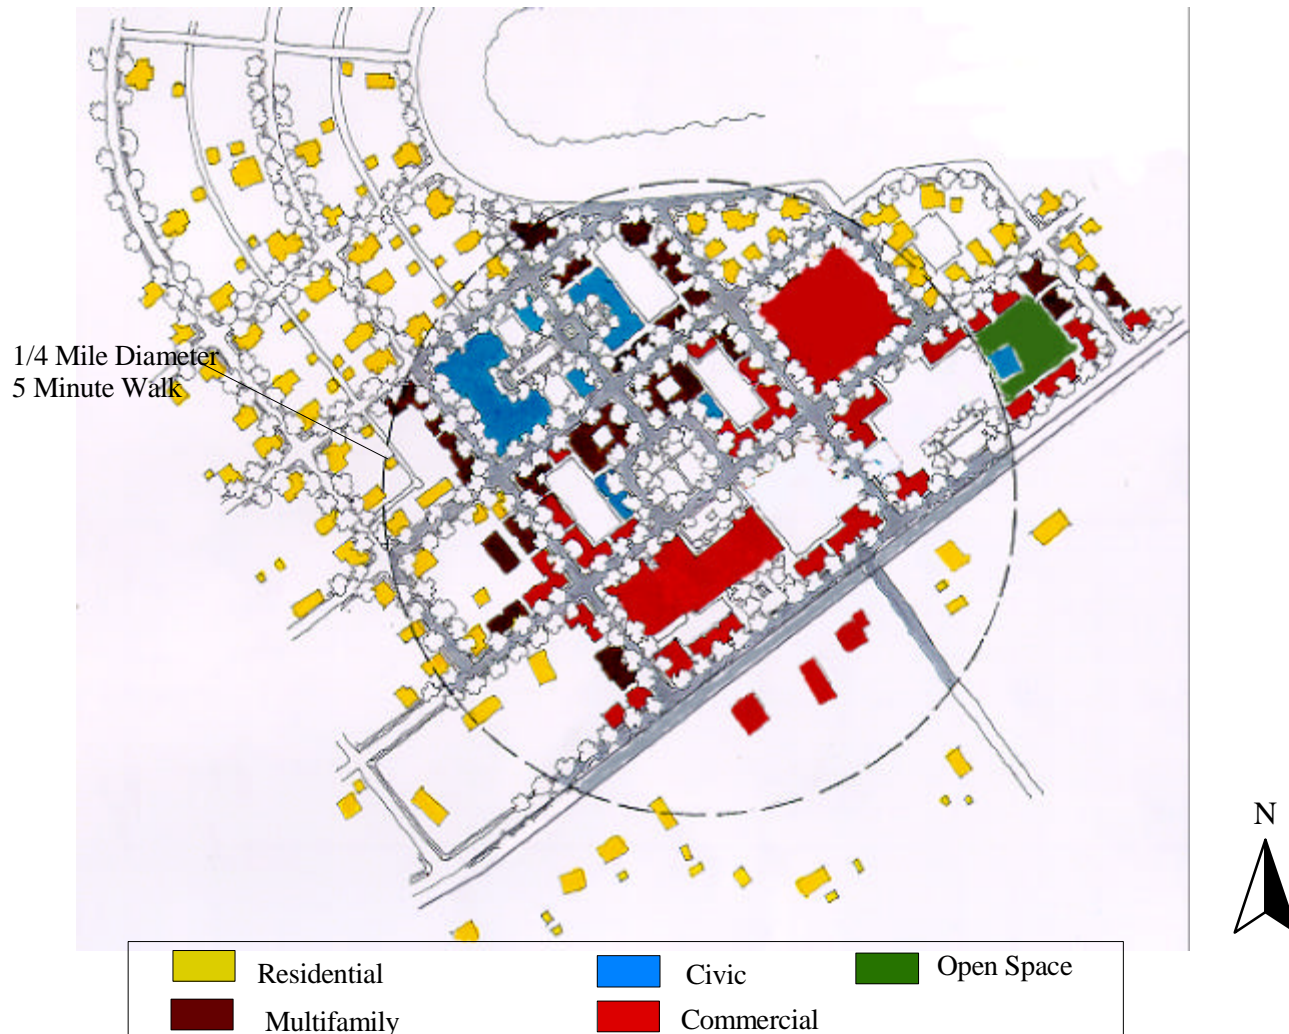 1/4 Mile Diameter
5 Minute Walk
N
Residential
Civic
Open Space
Multifamily
Commercial